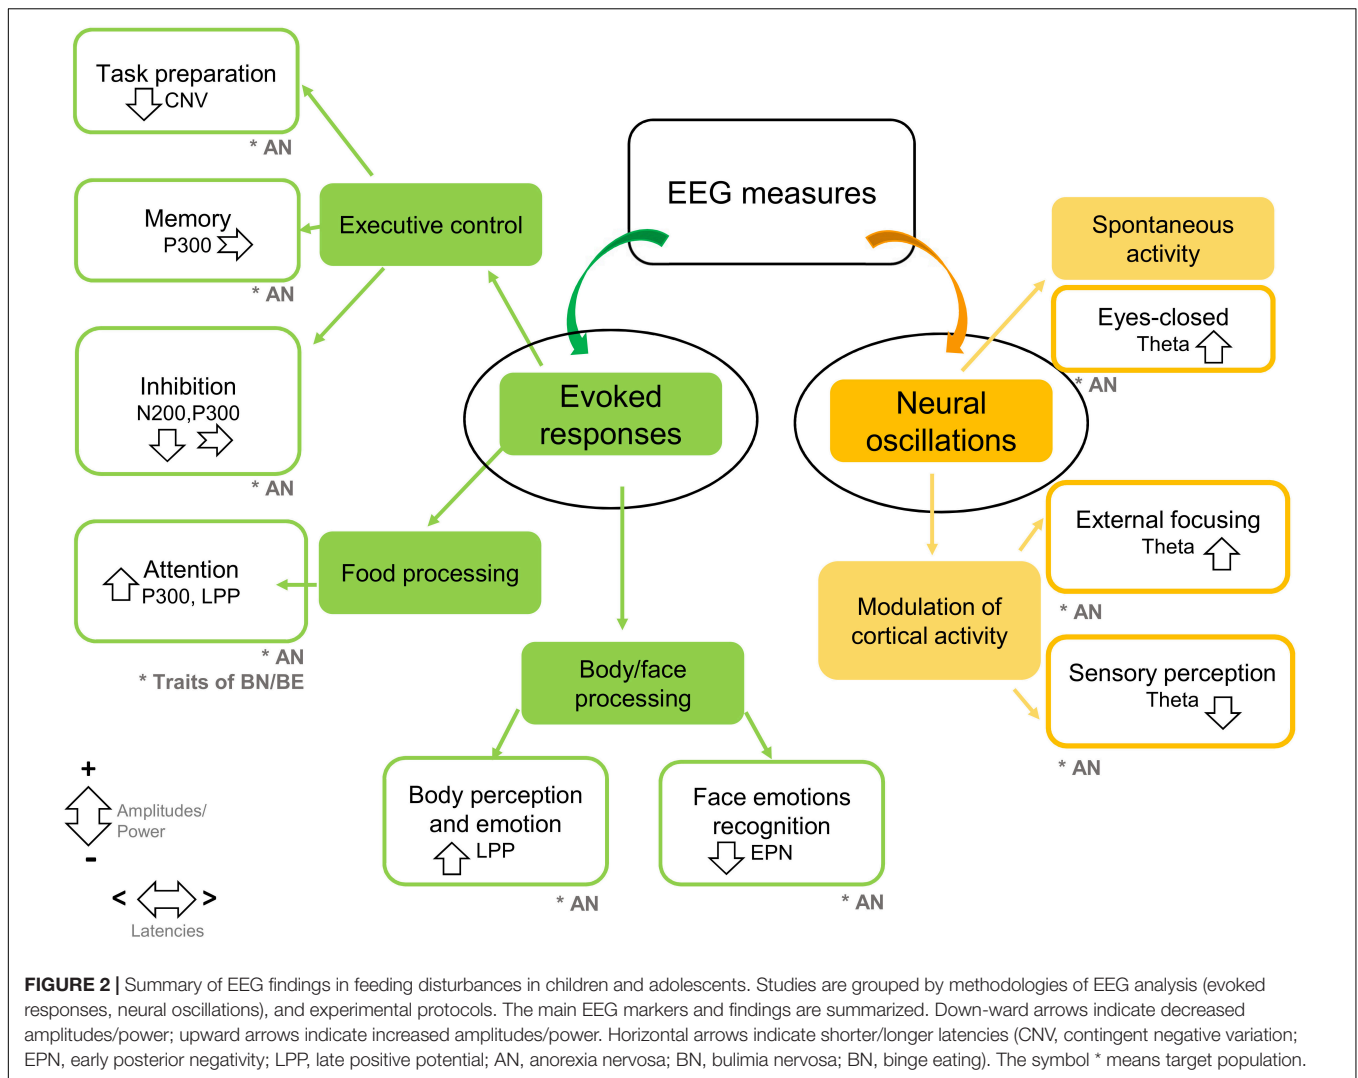 Task preparation
CNV
* AN
Memory
P300
* AN
Inhibition
N200,P300
* AN
Attention
P300, LPP
* AN
* Traits of BN/BE
Executive control
Food processing
EEG measures
Evoked
responses
Neural
oscillations
Spontaneous
activity
Eyes-closed
Theta
* AN
Modulation of
cortical activity
External focusing
Theta
* AN
Sensory perception
Theta
* AN
Body/face
processing
Body perception
and emotion
LPP
* AN
Face emotions
recognition
EPN
* AN
+
Amplitudes/
Power
-
< >
Latencies
FIGURE 2 | Summary of EEG findings in feeding disturbances in children and adolescents. Studies are grouped by methodologies of EEG analysis (evoked
responses, neural oscillations), and experimental protocols. The main EEG markers and findings are summarized. Down-ward arrows indicate decreased
amplitudes/power; upward arrows indicate increased amplitudes/power. Horizontal arrows indicate shorter/longer latencies (CNV, contingent negative variation;
EPN, early posterior negativity; LPP, late positive potential; AN, anorexia nervosa; BN, bulimia nervosa; BN, binge eating). The symbol * means target population.